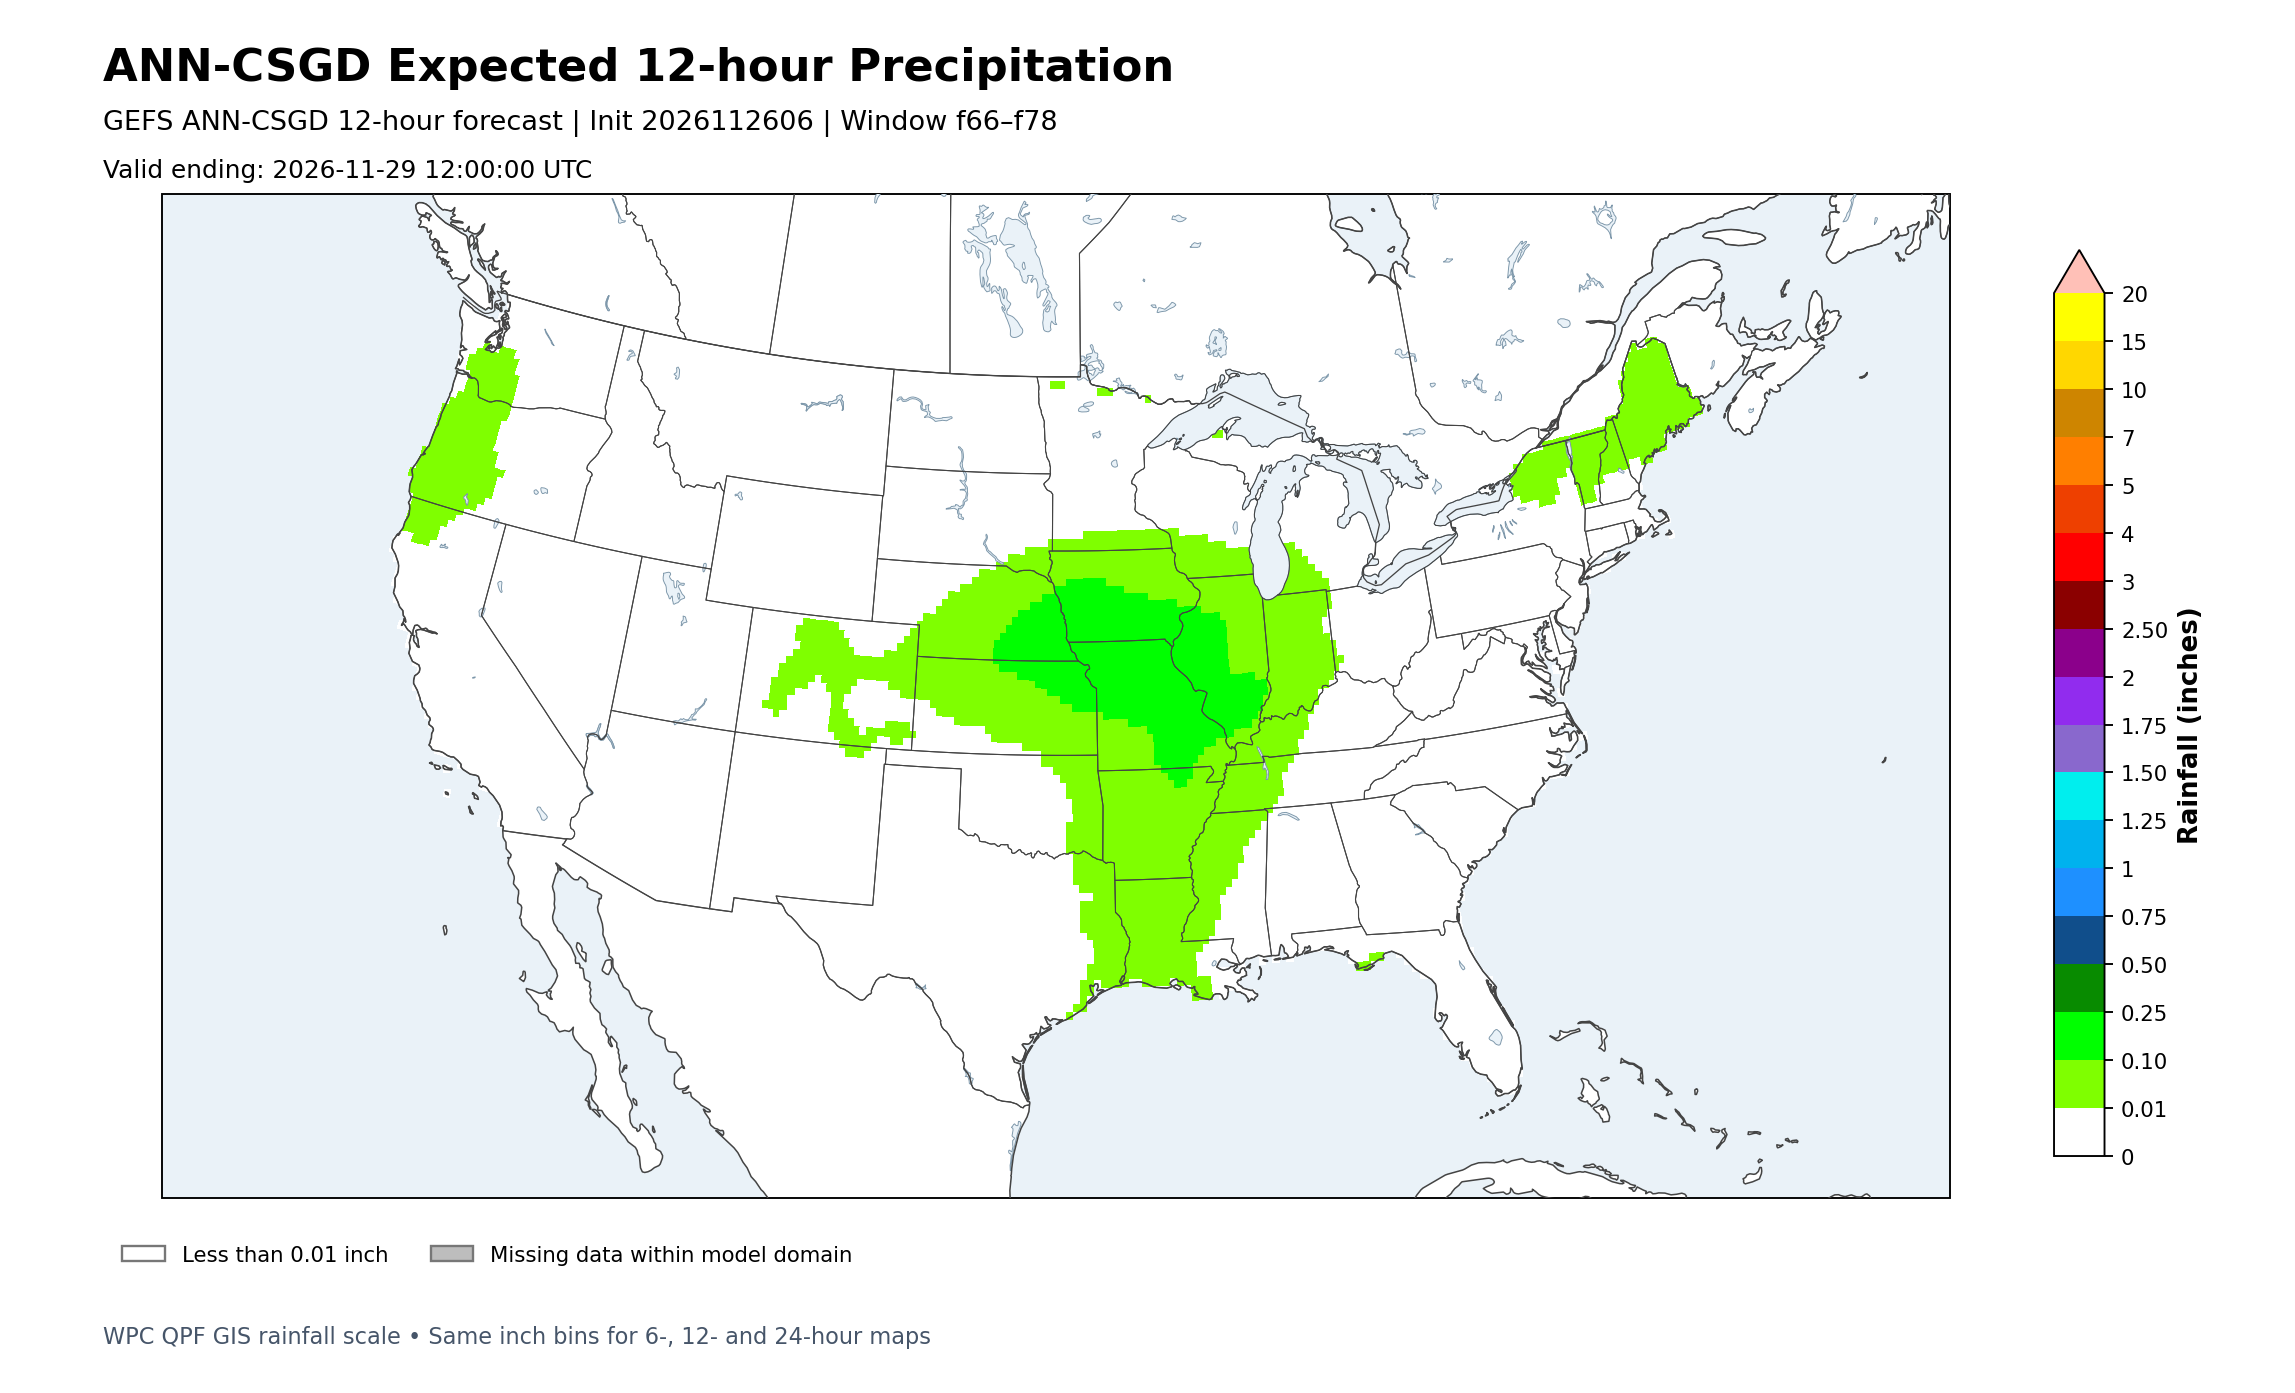 ANN-CSGD Expected 12-hour Precipitation
GEFS ANN-CSGD 12-hour forecast | Init 2026112606 | Window f66–f78
Valid ending: 2026-11-29 12:00:00 UTC
20
15
10
7
5
4
3
2.50
2
1.75
1.50
1.25
1
0.75
0.50
0.25
0.10
0.01
0
Rainfall (inches)
Less than 0.01 inch
Missing data within model domain
WPC QPF GIS rainfall scale • Same inch bins for 6-, 12- and 24-hour maps